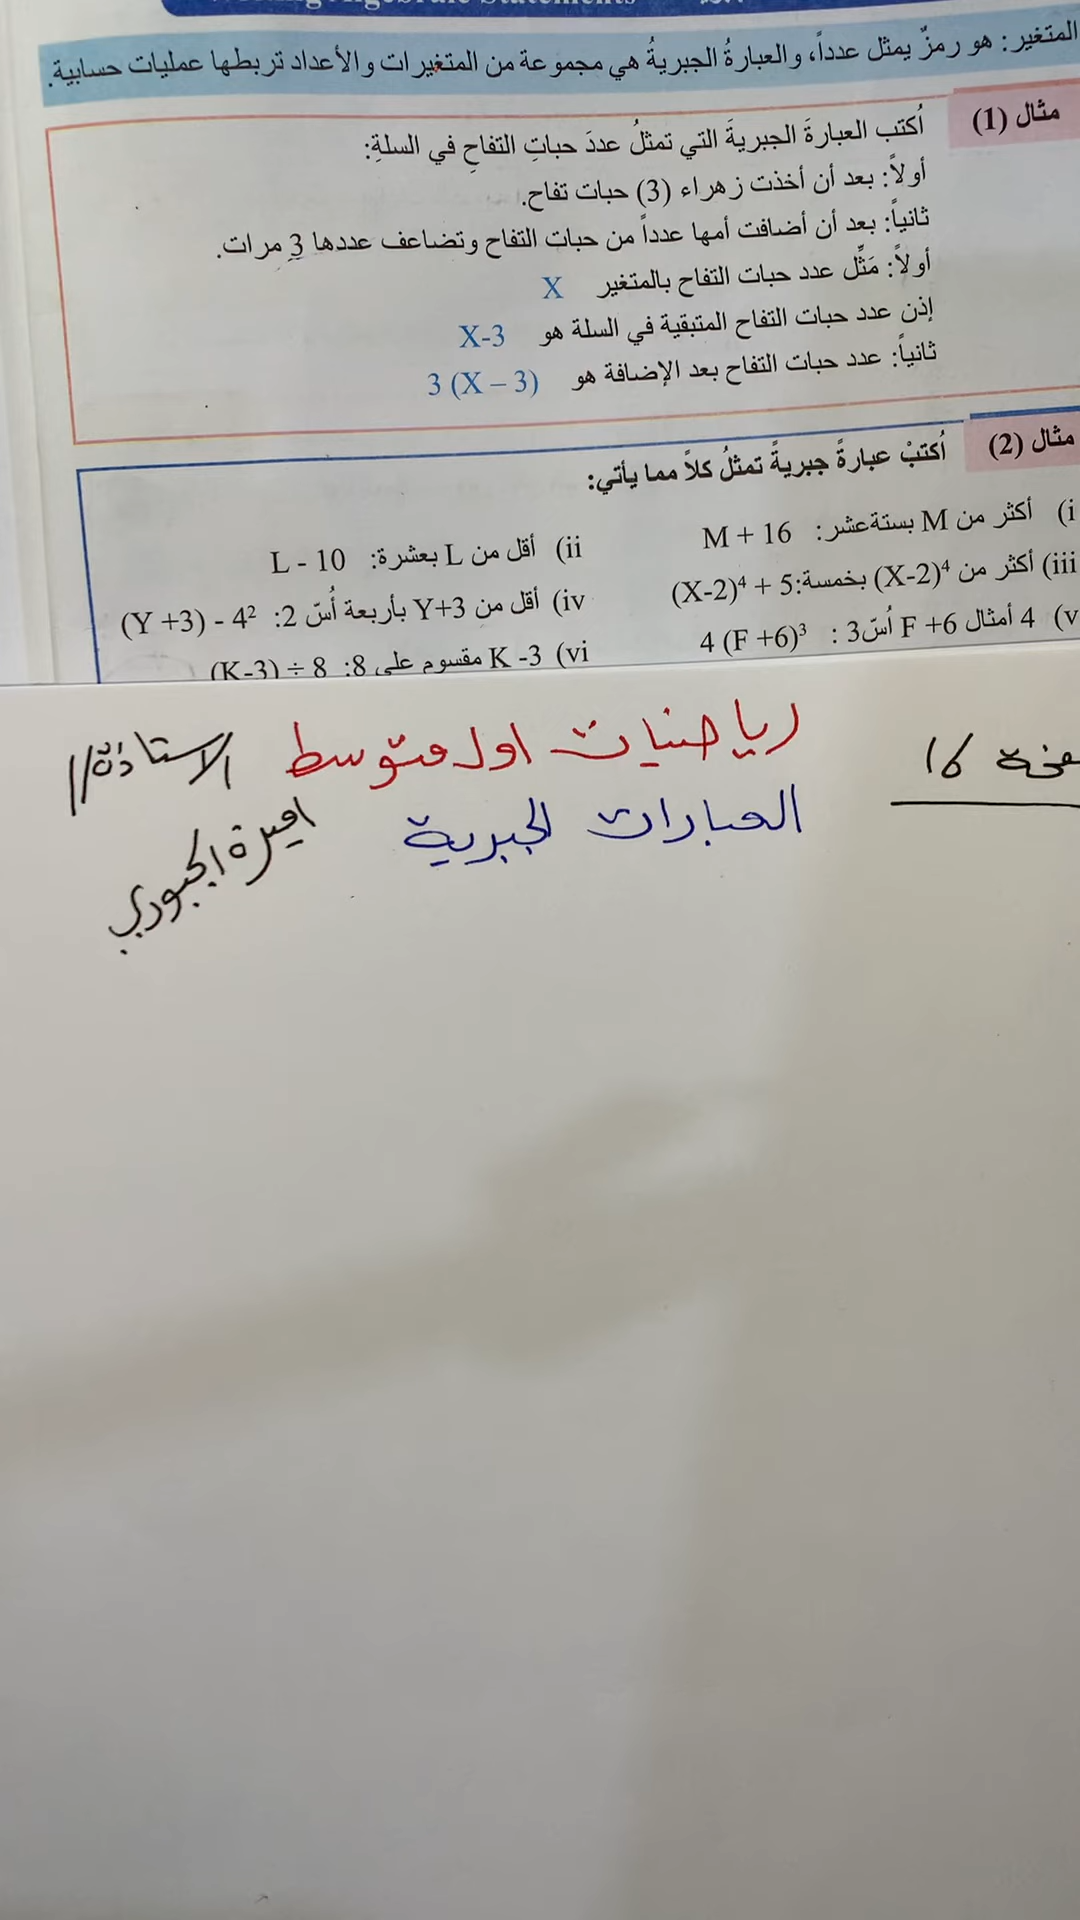 Algebraic Statements
المتغير: هو رمزٌ يمثل عدداً، والعبارةُ الجبريةُ هي مجموعة من المتغيرات والأعداد تربطها عمليات حسابية.
مثال (1) أُكتب العبارةَ الجبريةَ التي تمثلُ عددَ حباتِ التفاحِ في السلةِ:
أولاً: بعد أن أخذت زهراء (3) حبات تفاح.
ثانياً: بعد أن أضافت أمها عدداً من حبات التفاح وتضاعف عددها 3 مرات.
أولاً: مَثِّل عدد حبات التفاح بالمتغير X
إذن عدد حبات التفاح المتبقية في السلة هو X-3
ثانياً: عدد حبات التفاح بعد الإضافة هو 3 (X – 3)
مثال (2) أُكتبْ عبارةً جبريةً تمثلُ كلاً مما يأتي:
i) أكثر من M بستة عشر: M + 16
ii) أقل من L بعشرة: L - 10
iii) أكثر من (X-2)⁴ بخمسة: (X-2)⁴ + 5
iv) أقل من Y+3 بأربعة أُسّ 2: (Y +3) - 4²
v) 4 أمثال F +6 أُسّ 3 : 4 (F +6)³
vi) K -3 مقسوم على 8: (K-3) ÷ 8
صفحة 16
رياضيات اول متوسط
الاستاذة//
العبارات الجبرية
اميرة الجبوري